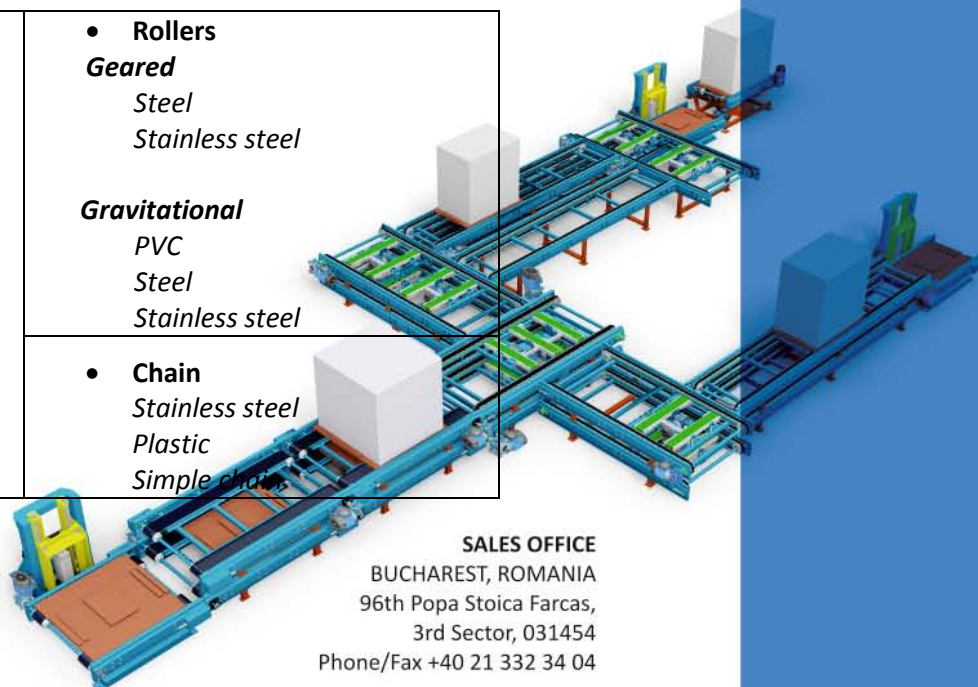 • Rollers
Geared
Steel
Stainless steel
Gravitational
PVC
Steel
Stainless steel
• Chain
Stainless steel
Plastic
Simple chain
SALES OFFICE
BUCHAREST, ROMANIA
96th Popa Stoica Farcas,
3rd Sector, 031454
Phone/Fax +40 21 332 34 04